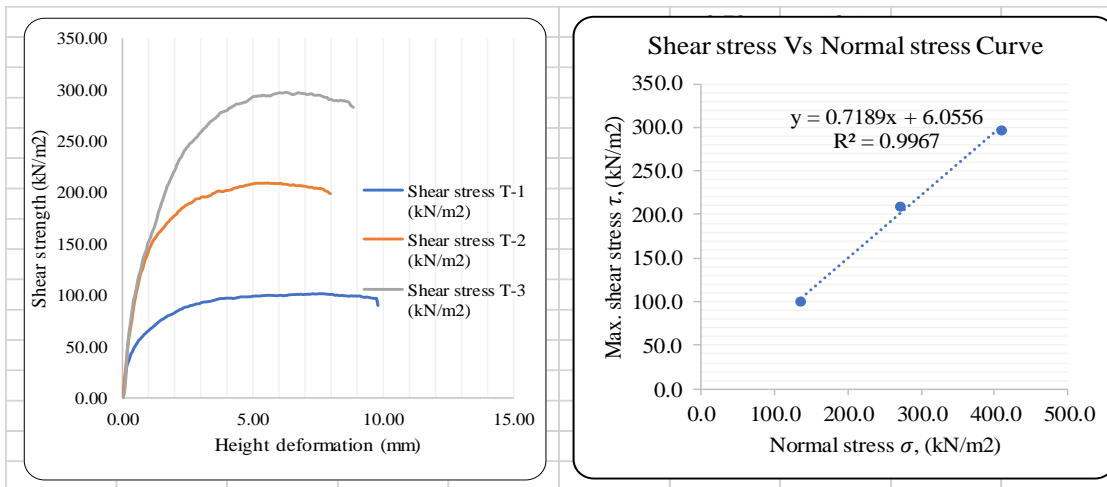 350.00
300.00
250.00
200.00
150.00
100.00
50.00
0.00
Shear strength (kN/m2)
0.00 5.00 10.00 15.00
Height deformation (mm)
Shear stress T-1
(kN/m2)
Shear stress T-2
(kN/m2)
Shear stress T-3
(kN/m2)
Shear stress Vs Normal stress Curve
y = 0.7189x + 6.0556
R² = 0.9967
350.0
300.0
250.0
200.0
150.0
100.0
50.0
0.0
Max. shear stress τ, (kN/m2)
0.0 100.0 200.0 300.0 400.0 500.0
Normal stress σ, (kN/m2)